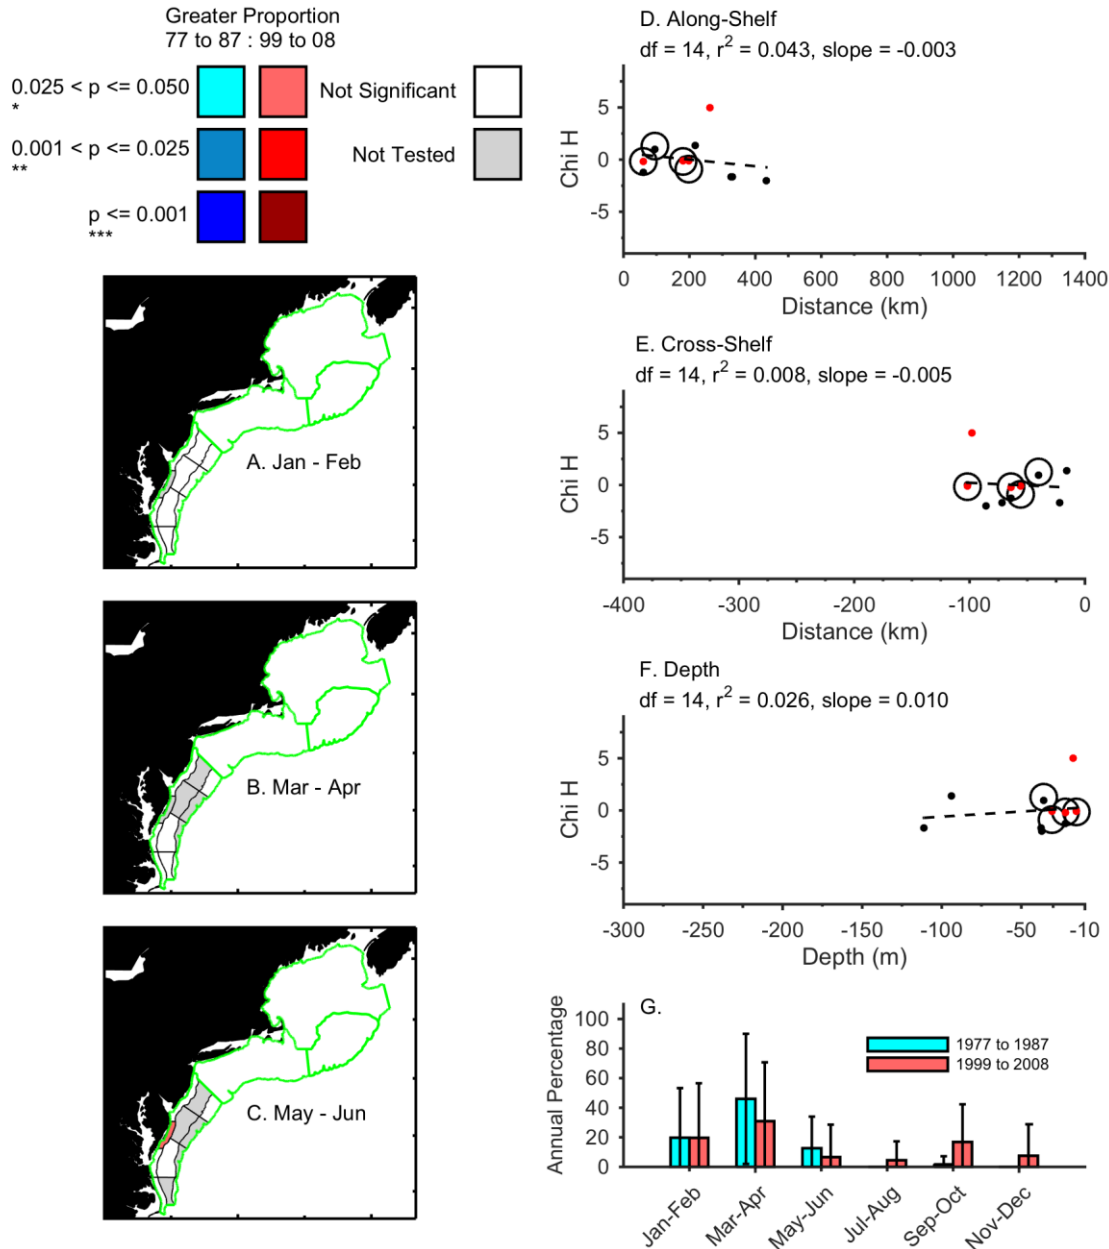 Greater Proportion
77 to 87 : 99 to 08
0.025 < p <= 0.050
*
0.001 < p <= 0.025
**
p <= 0.001
***
Not Significant
Not Tested
A. Jan - Feb
B. Mar - Apr
C. May - Jun
D. Along-Shelf
df = 14, r² = 0.043, slope = -0.003
5
0
-5
Chi H
0 200 400 600 800 1000 1200 1400
Distance (km)
E. Cross-Shelf
df = 14, r² = 0.008, slope = -0.005
5
0
-5
Chi H
-400 -300 -200 -100 0
Distance (km)
F. Depth
df = 14, r² = 0.026, slope = 0.010
5
0
-5
Chi H
-300 -250 -200 -150 -100 -50 -10
Depth (m)
G.
100
80
60
40
20
0
Annual Percentage
1977 to 1987
1999 to 2008
Jan-Feb Mar-Apr May-Jun Jul-Aug Sep-Oct Nov-Dec